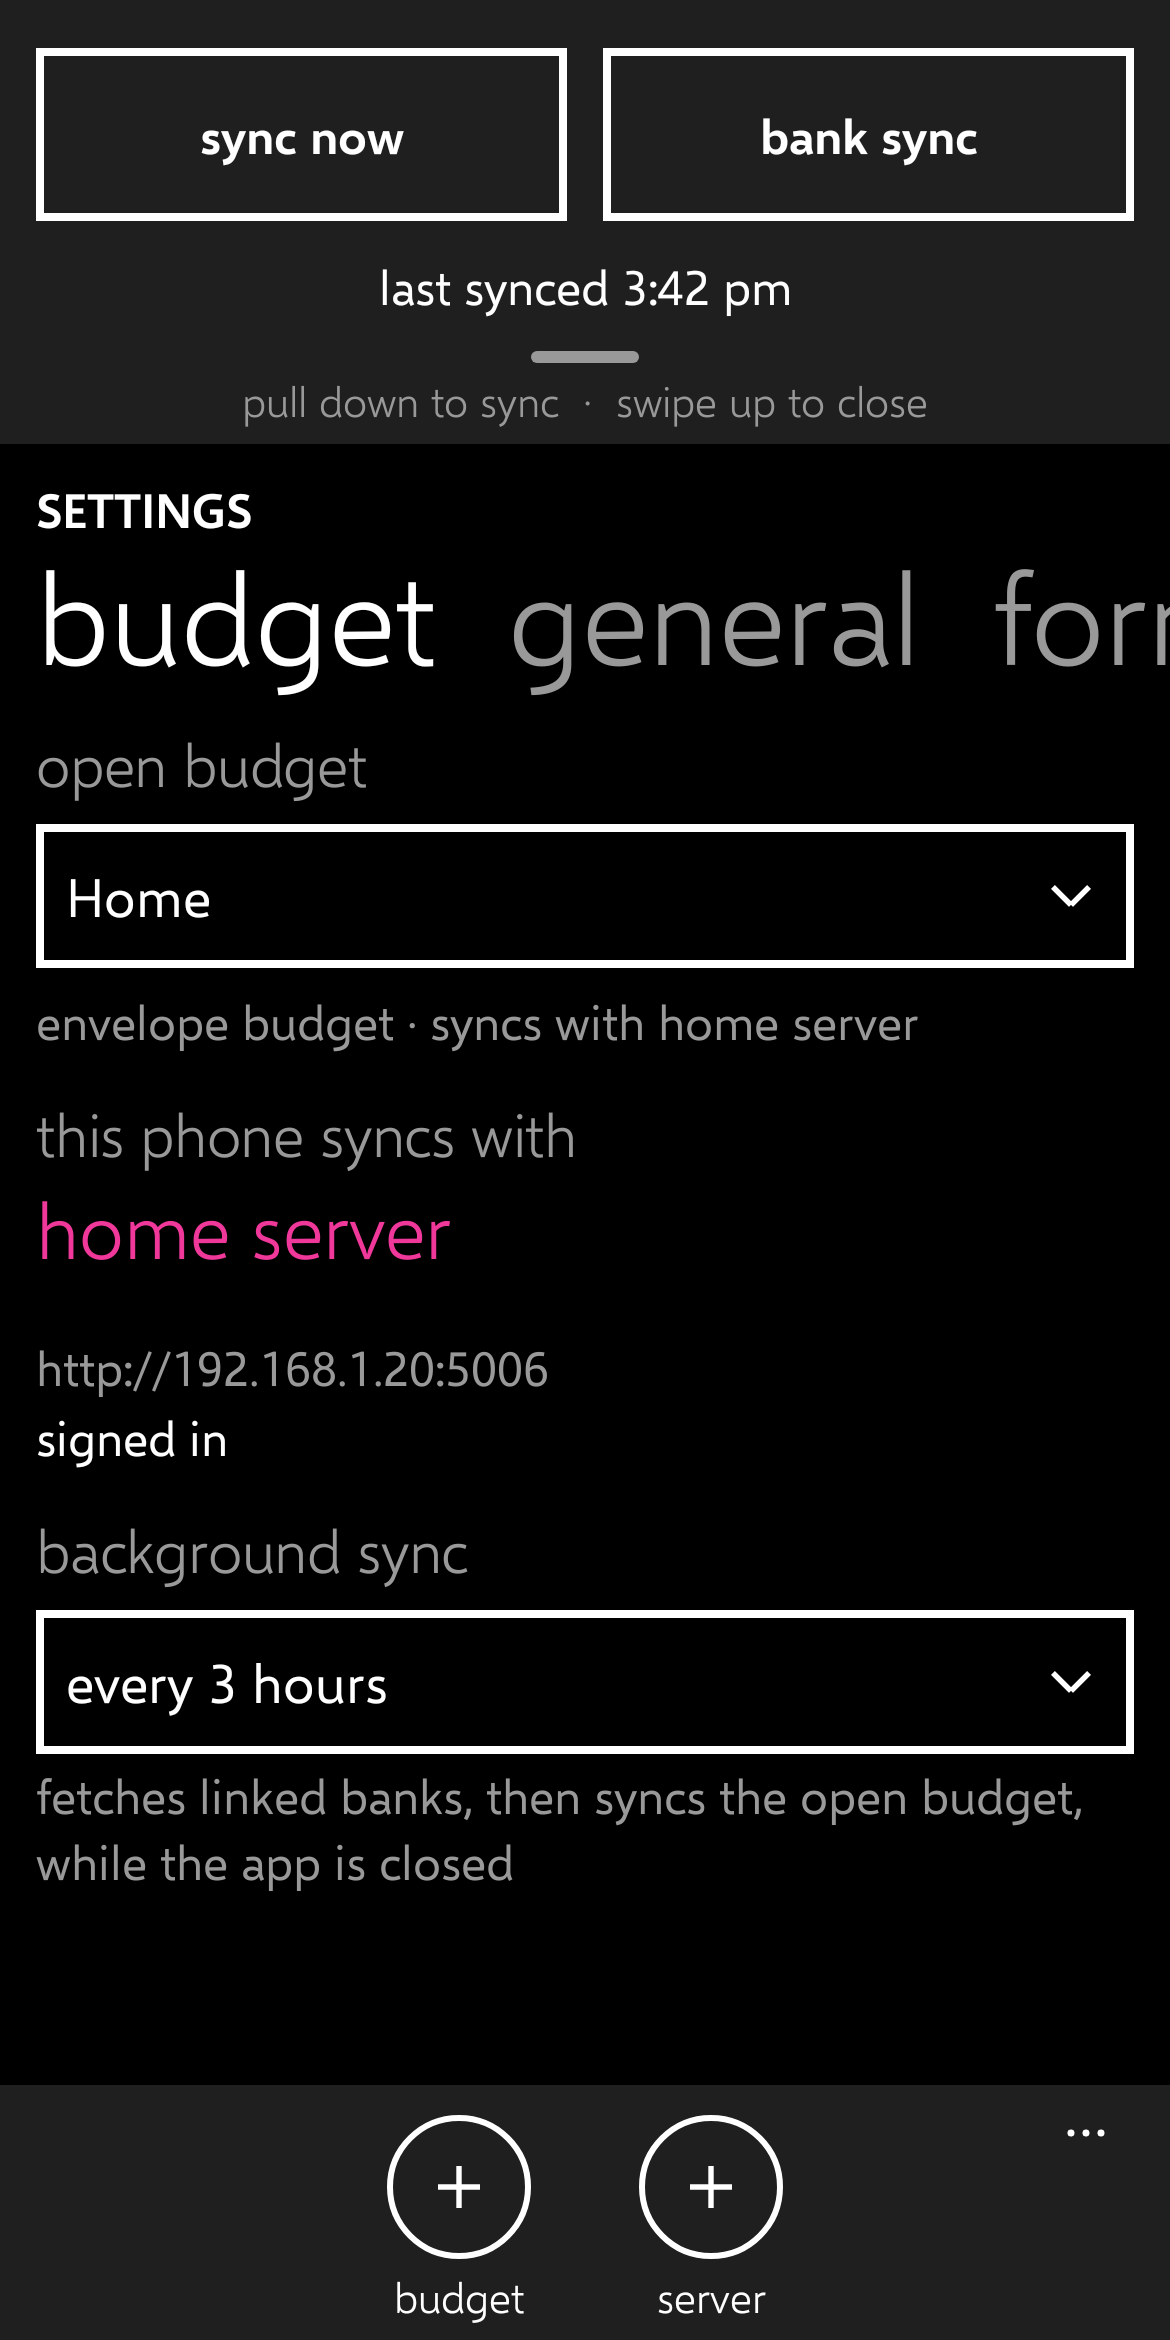 sync now
bank sync
last synced 3:42 pm
pull down to sync · swipe up to close
SETTINGS
budget general forr
open budget
Home
envelope budget · syncs with home server
this phone syncs with
home server
http://192.168.1.20:5006
signed in
background sync
every 3 hours
fetches linked banks, then syncs the open budget,
while the app is closed
budget
server